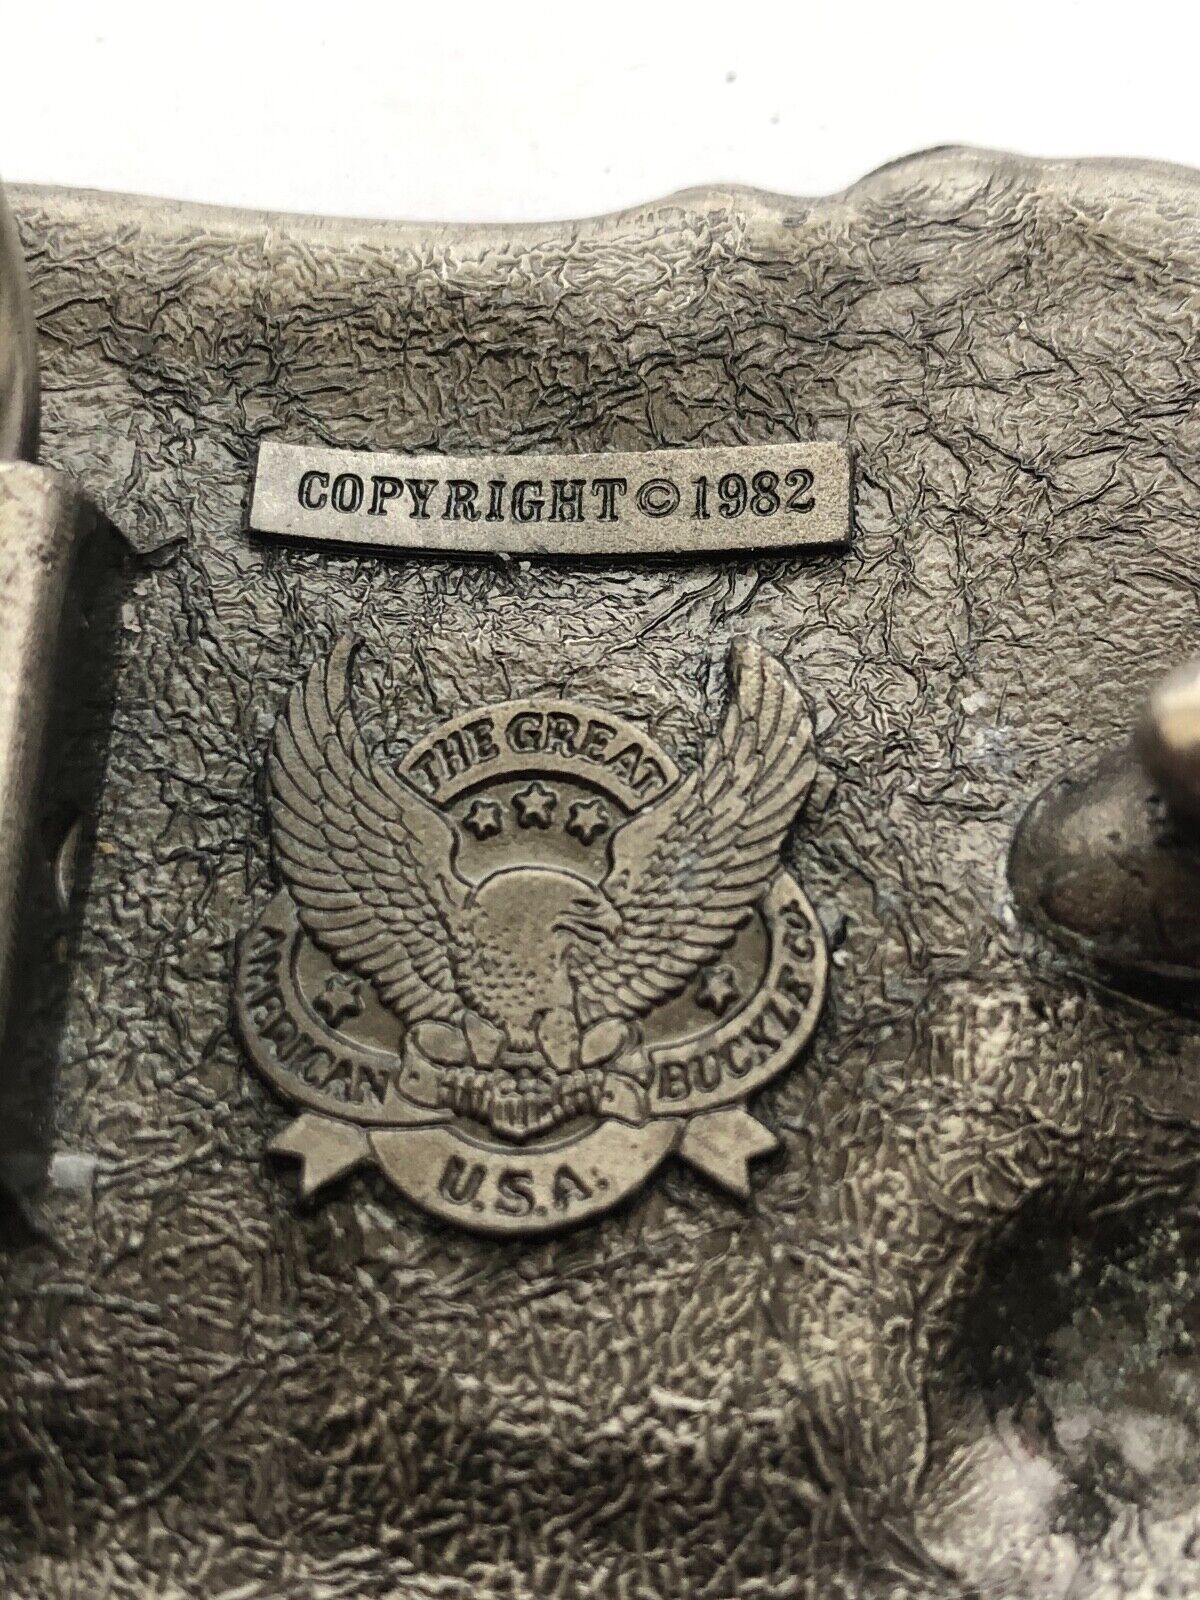 COPYRIGHT © 1982
THE GREAT
AMERICAN BUCKLE CO.
U.S.A.